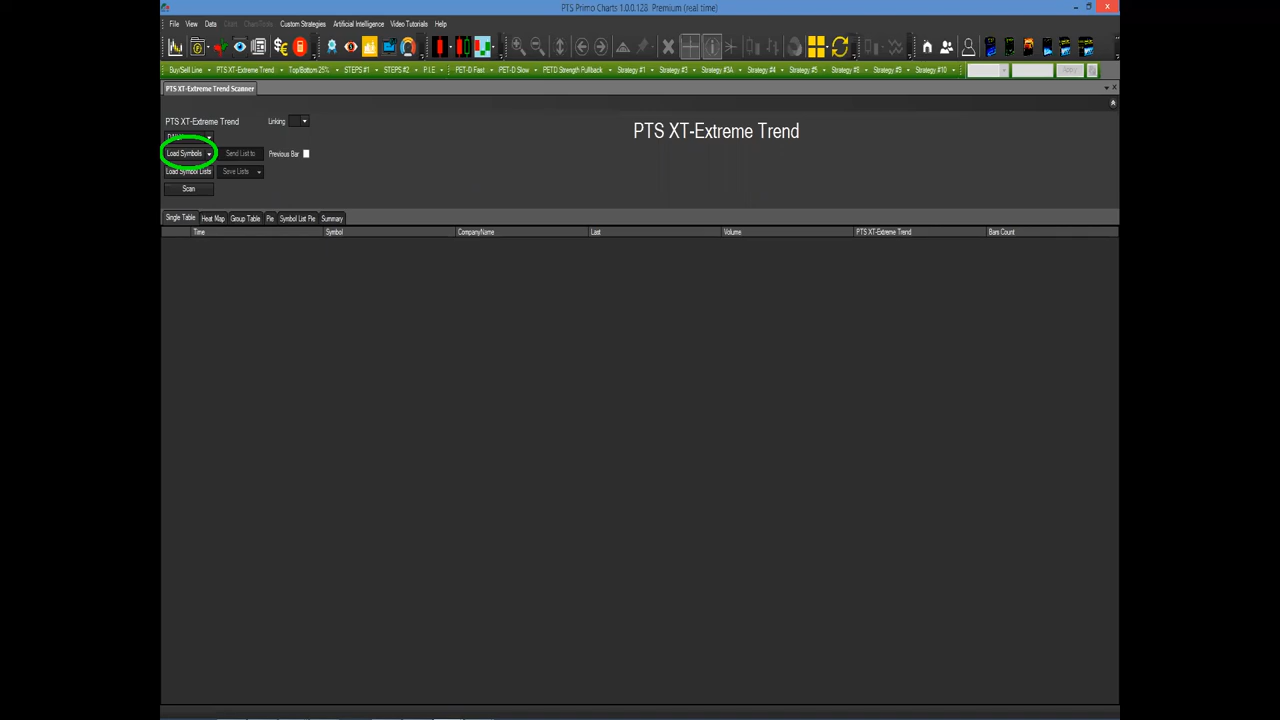 PTS Primo Charts 1.0.0.128 Premium (real time)
File View Data Chart ChartTools Custom Strategies Artificial Intelligence Video Tutorials Help
Buy/Sell Line PTS XT-Extreme Trend Top/Bottom 25% STEPS #1 STEPS #2 P.I.E PET-D Fast PET-D Slow PETD Strength Pullback Strategy #1 Strategy #3 Strategy #3A Strategy #4 Strategy #5 Strategy #8 Strategy #9 Strategy #10 Apply
PTS XT-Extreme Trend Scanner
PTS XT-Extreme Trend Linking
PTS XT-Extreme Trend
Load Symbols Send List to Previous Bar
Load Symbol Lists Save Lists
Scan
Single Table Heat Map Group Table Pie Symbol List Pie Summary
Time Symbol CompanyName Last Volume PTS XT-Extreme Trend Bars Count